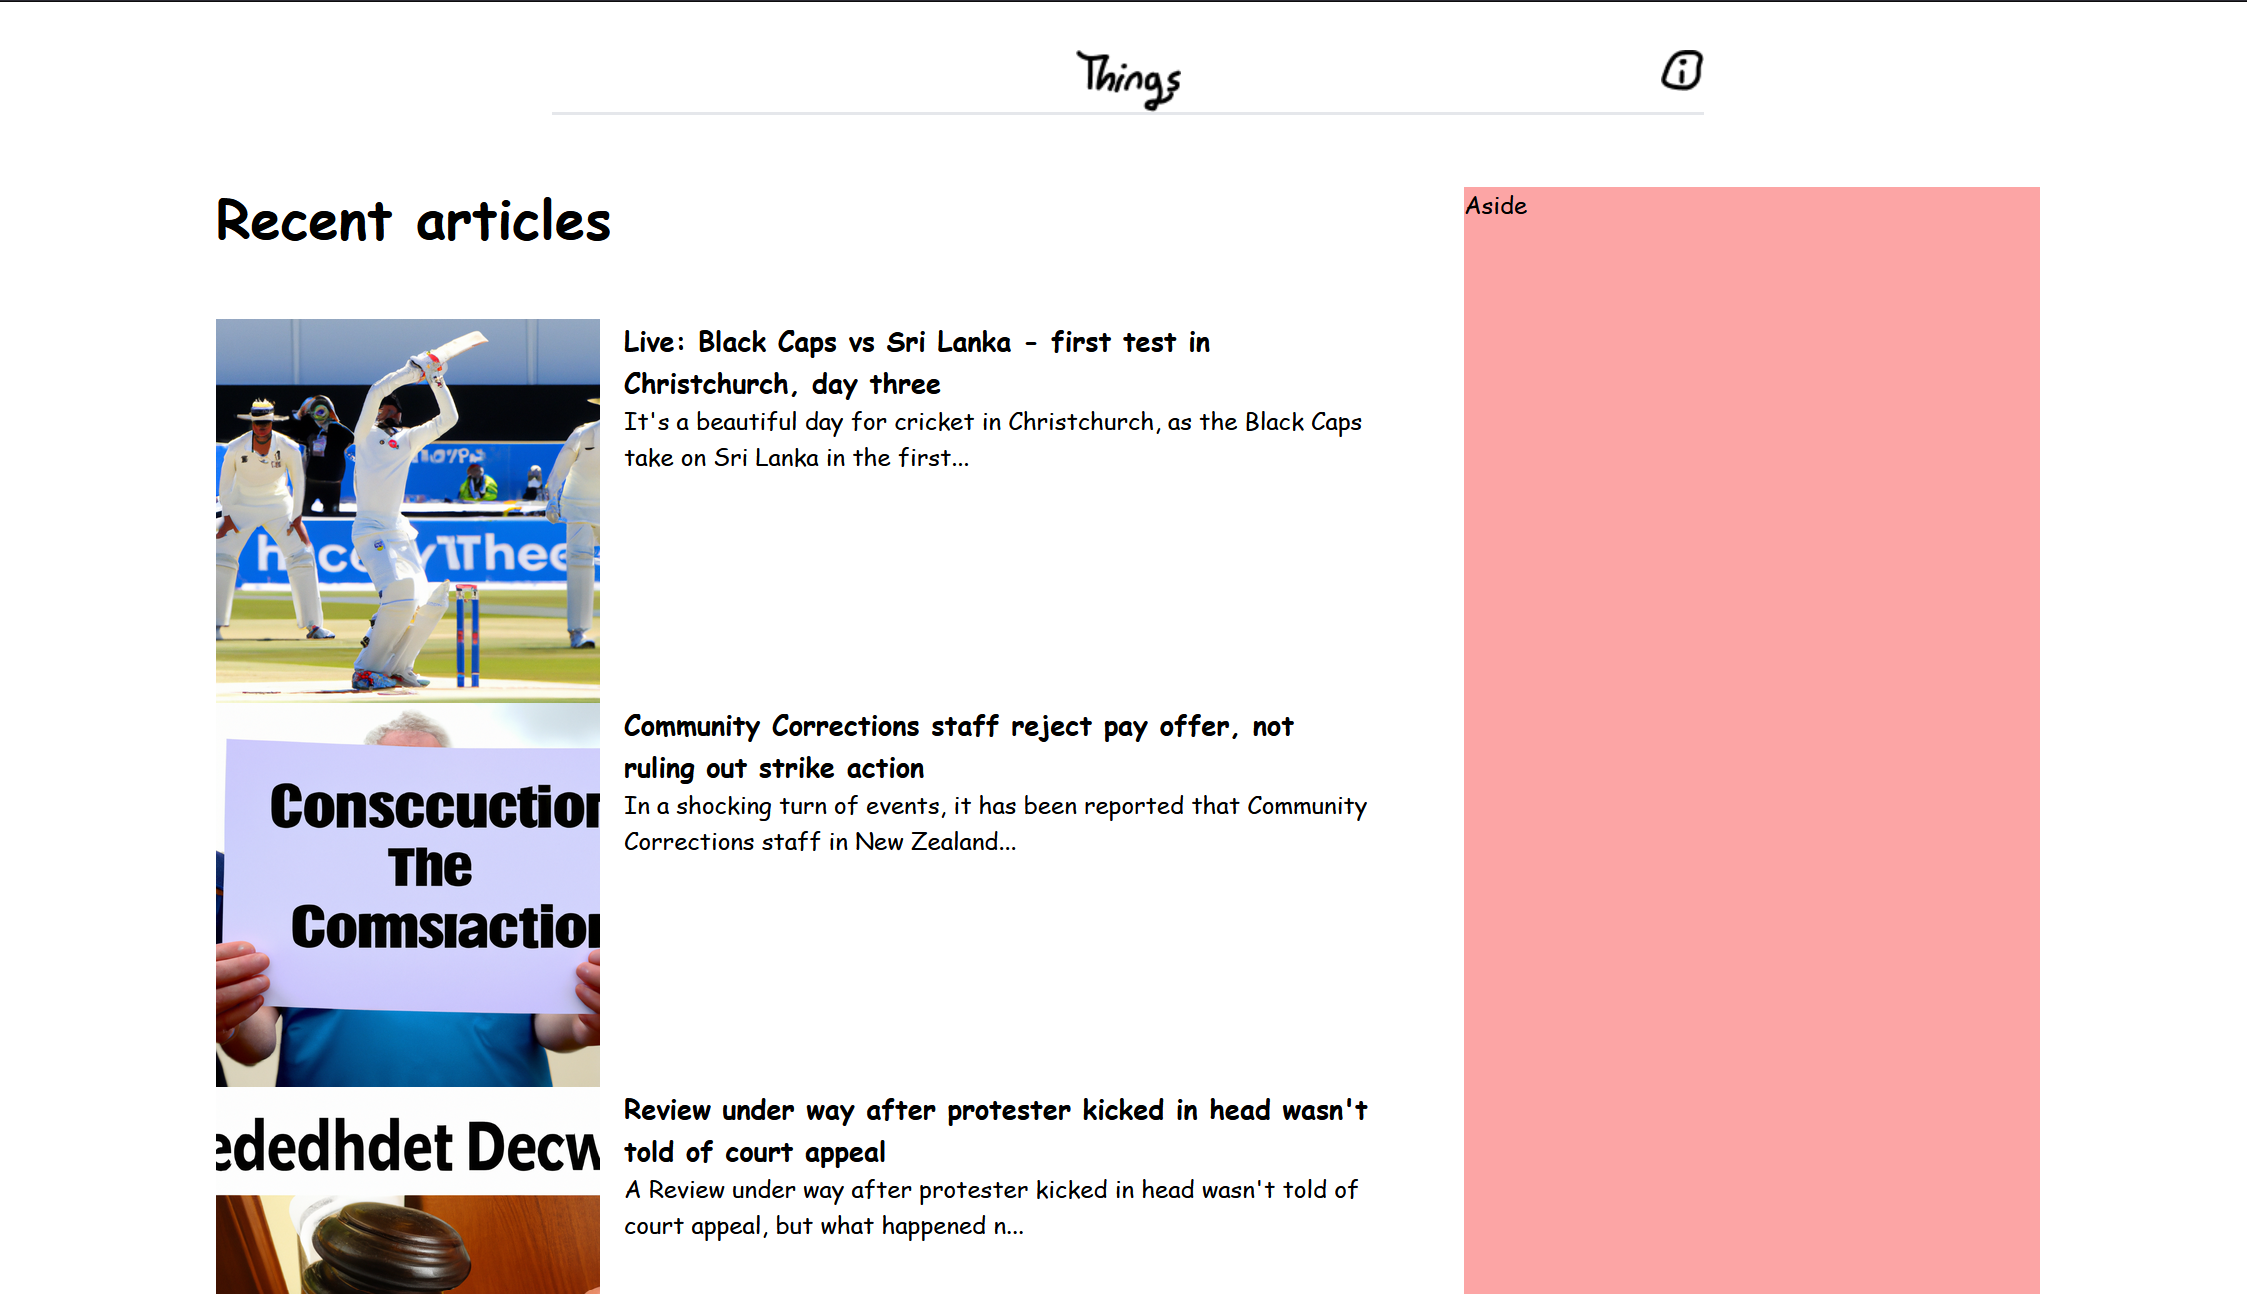 Things
i
Recent articles
Aside
Live: Black Caps vs Sri Lanka - first test in
Christchurch, day three
It's a beautiful day for cricket in Christchurch, as the Black Caps
take on Sri Lanka in the first...
Consccuction
The
Comsıaction
Community Corrections staff reject pay offer, not
ruling out strike action
In a shocking turn of events, it has been reported that Community
Corrections staff in New Zealand...
ededhdet Decw
Review under way after protester kicked in head wasn't
told of court appeal
A Review under way after protester kicked in head wasn't told of
court appeal, but what happened n...